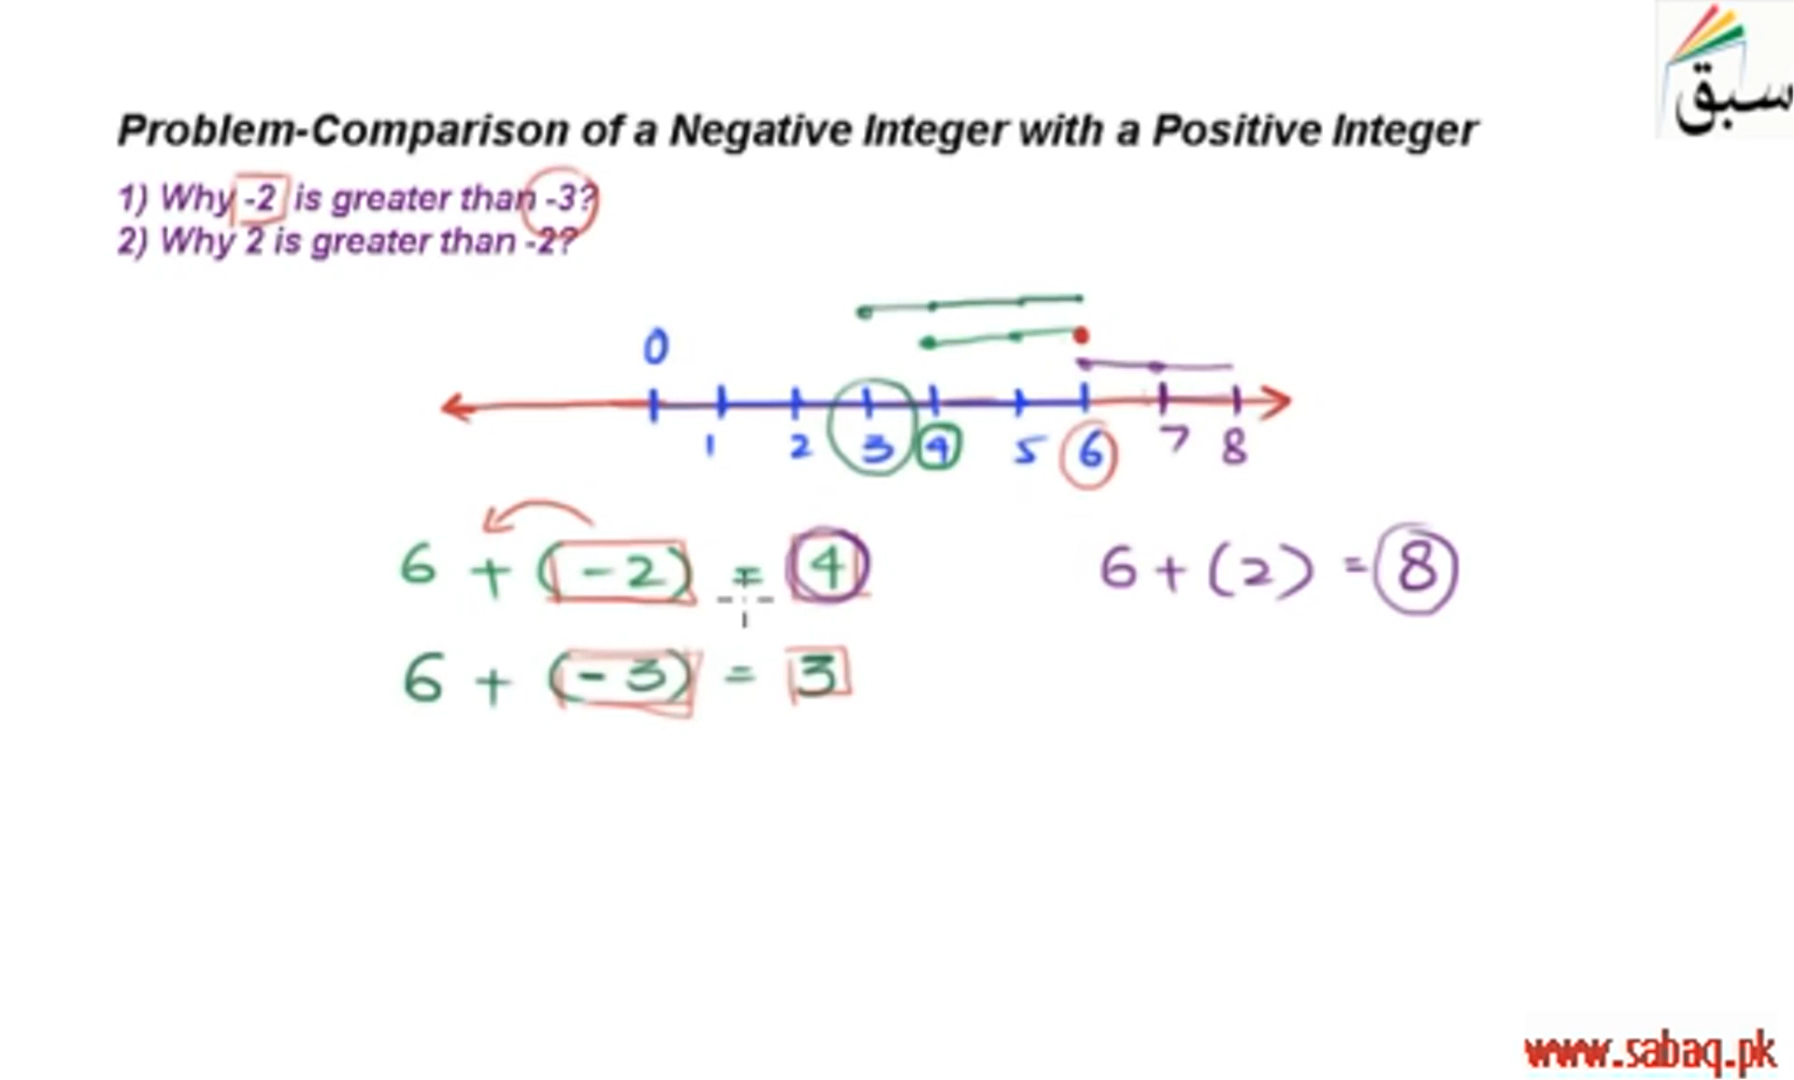 سبق
Problem-Comparison of a Negative Integer with a Positive Integer
1) Why -2 is greater than -3?
2) Why 2 is greater than -2?
0
1 2 3 4 5 6 7 8
6 + (-2) = 4
6 + (2) = 8
6 + (-3) = 3
www.sabaq.pk